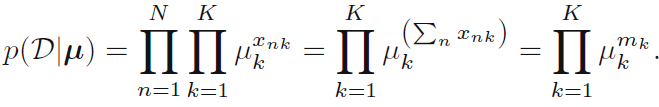 p(𝒟|𝝁) = ∏_{n=1}^{N} ∏_{k=1}^{K} μ_k^{x_{nk}} = ∏_{k=1}^{K} μ_k^{(∑_n x_{nk})} = ∏_{k=1}^{K} μ_k^{m_k}.